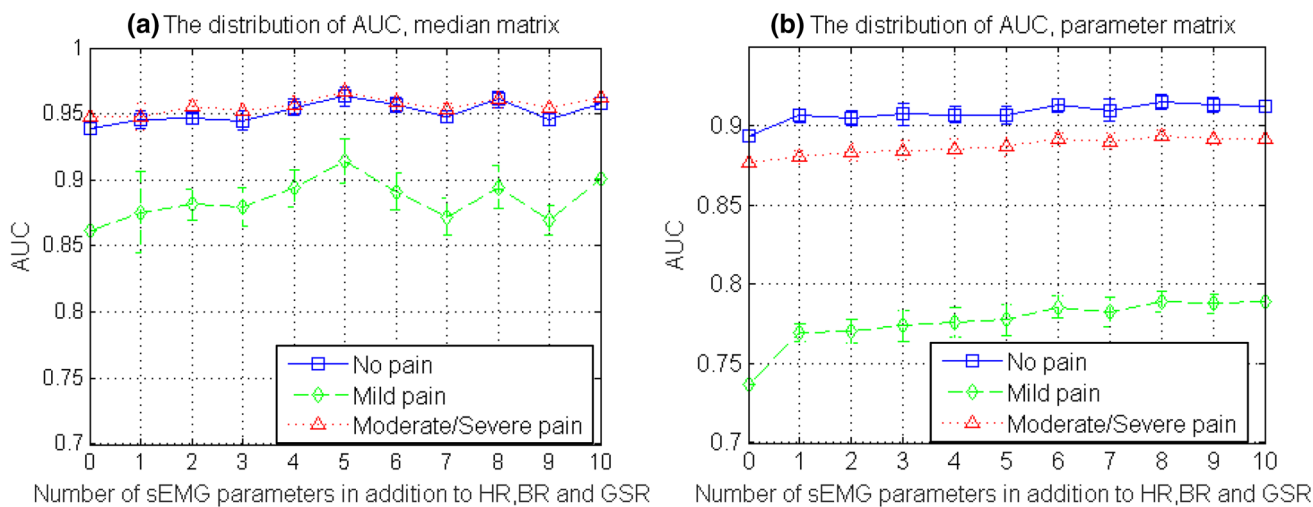 (a) The distribution of AUC, median matrix
1
0.95
0.9
0.85
0.8
0.75
0.7
AUC
No pain
Mild pain
Moderate/Severe pain
0 1 2 3 4 5 6 7 8 9 10
Number of sEMG parameters in addition to HR,BR and GSR
(b) The distribution of AUC, parameter matrix
0.9
0.85
0.8
0.75
0.7
AUC
No pain
Mild pain
Moderate/Severe pain
0 1 2 3 4 5 6 7 8 9 10
Number of sEMG parameters in addition to HR,BR and GSR